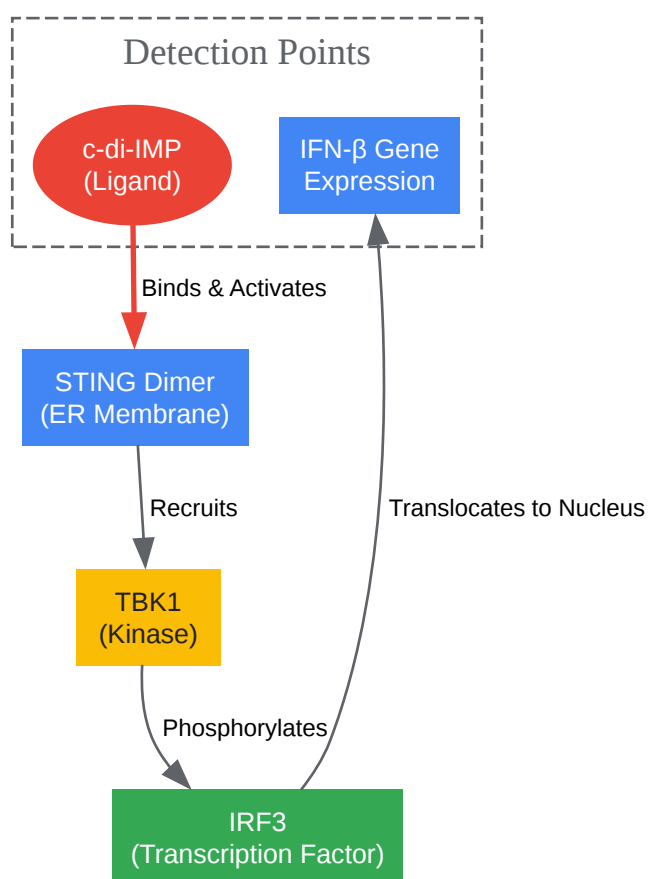 Detection Points
c-di-IMP
(Ligand)
IFN-β Gene
Expression
Binds & Activates
STING Dimer
(ER Membrane)
Recruits
Translocates to Nucleus
TBK1
(Kinase)
Phosphorylates
IRF3
(Transcription Factor)